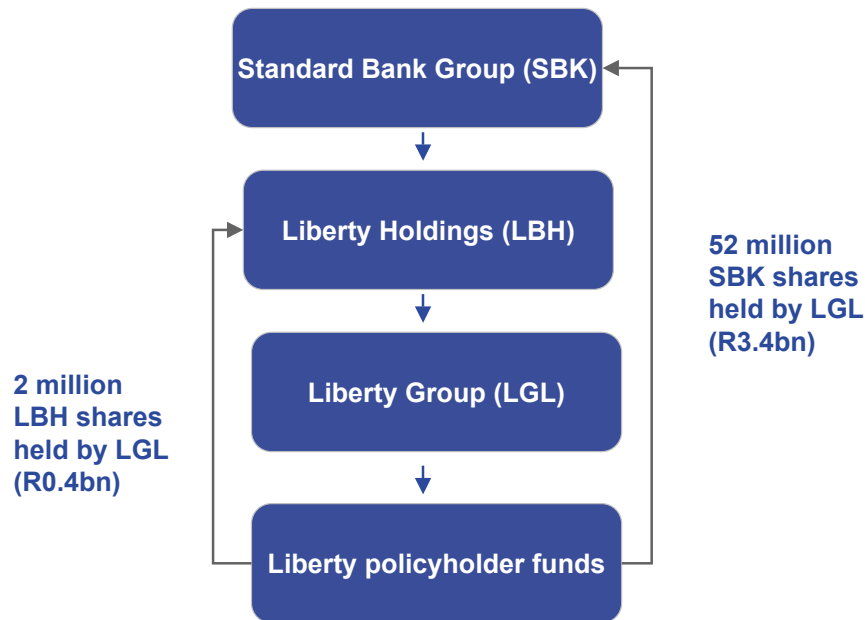 Standard Bank Group (SBK)
Liberty Holdings (LBH)
52 million
SBK shares
held by LGL
(R3.4bn)
Liberty Group (LGL)
2 million
LBH shares
held by LGL
(R0.4bn)
Liberty policyholder funds